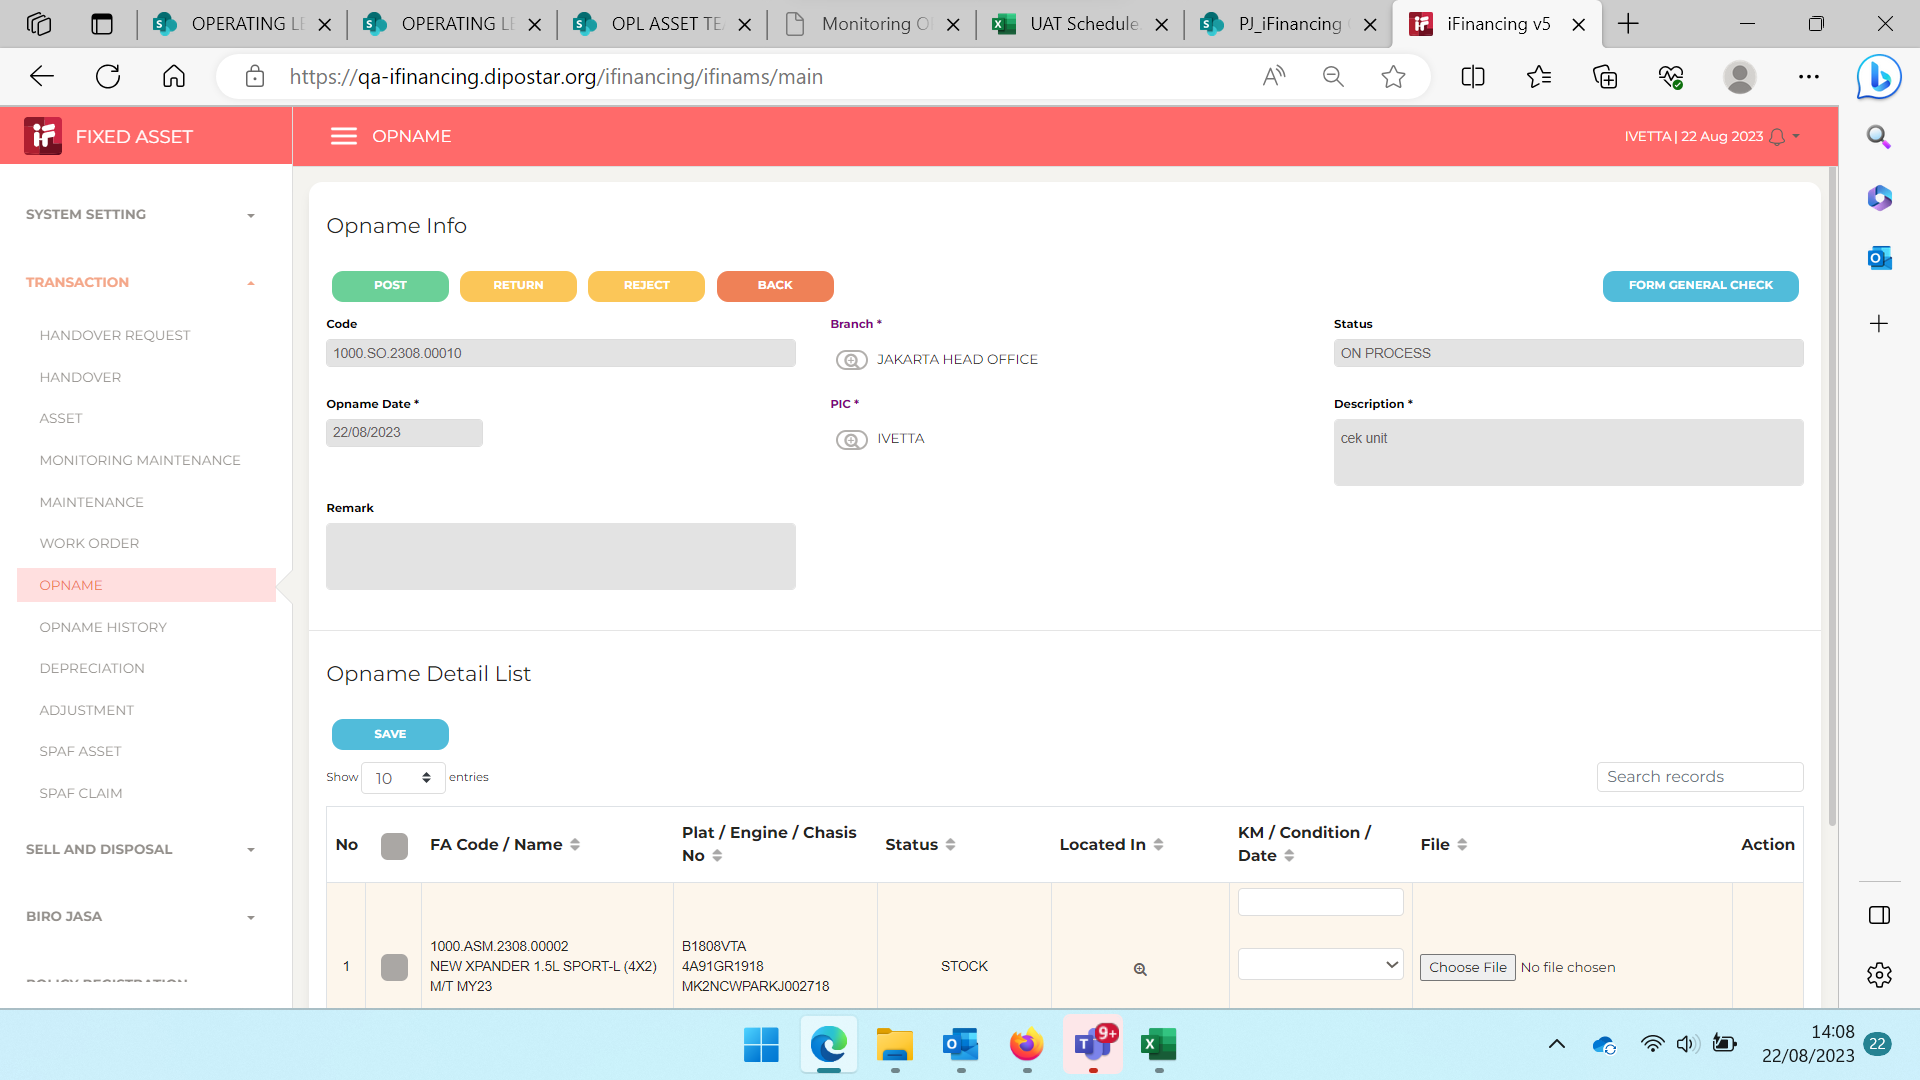 OPERATING LE
OPERATING LE
OPL ASSET TEA
Monitoring O
UAT Schedule.
PJ_iFinancing
iFinancing v5
https://qa-ifinancing.dipostar.org/ifinancing/ifinams/main
FIXED ASSET
OPNAME
IVETTA | 22 Aug 2023
SYSTEM SETTING
TRANSACTION
HANDOVER REQUEST
HANDOVER
ASSET
MONITORING MAINTENANCE
MAINTENANCE
WORK ORDER
OPNAME
OPNAME HISTORY
DEPRECIATION
ADJUSTMENT
SPAF ASSET
SPAF CLAIM
SELL AND DISPOSAL
BIRO JASA
POLICY REGISTRATION
Opname Info
POST RETURN REJECT BACK FORM GENERAL CHECK
Code Branch * Status
1000.SO.2308.00010 JAKARTA HEAD OFFICE ON PROCESS
Opname Date * PIC * Description *
22/08/2023 IVETTA cek unit
Remark
Opname Detail List
SAVE
Show 10 entries Search records
No FA Code / Name Plat / Engine / Chasis No Status Located In KM / Condition / Date File Action
1
1000.ASM.2308.00002
NEW XPANDER 1.5L SPORT-L (4X2)
M/T MY23
B1808VTA
4A91GR1918
MK2NCWPARKJ002718
STOCK
Choose File No file chosen
9+
14:08
22/08/2023
22